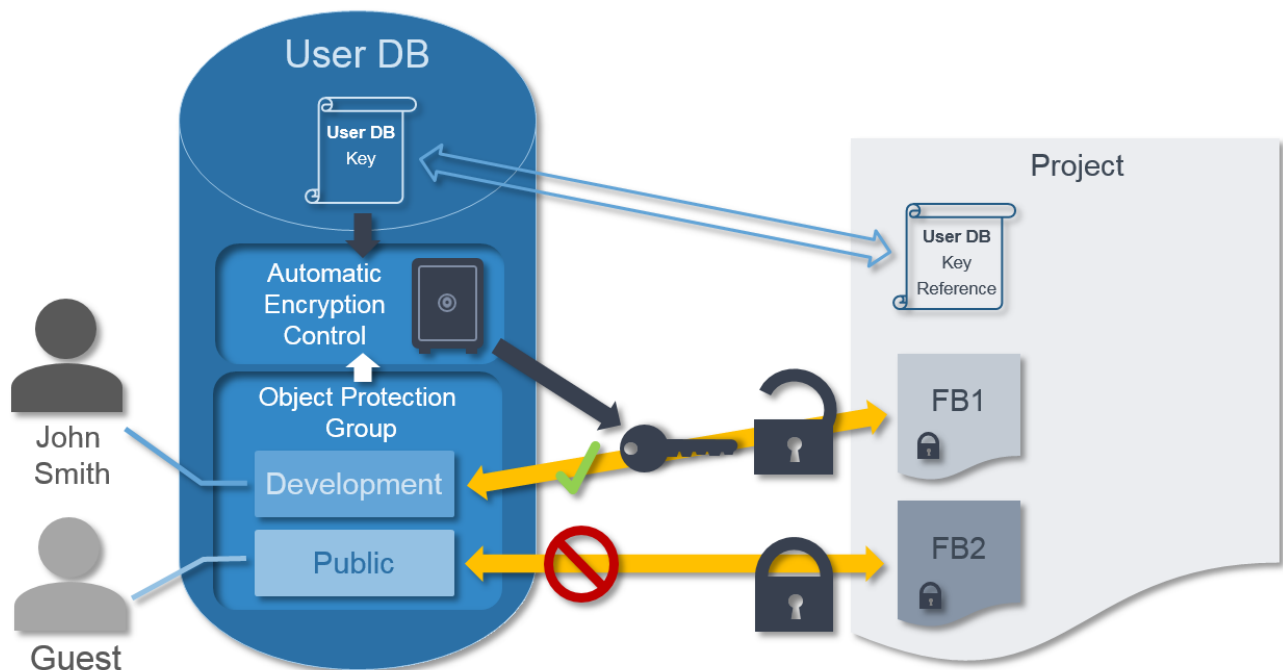 User DB
User DB
Key
Automatic
Encryption
Control
Object Protection
Group
Development
Public
John
Smith
Guest
Project
User DB
Key
Reference
FB1
FB2